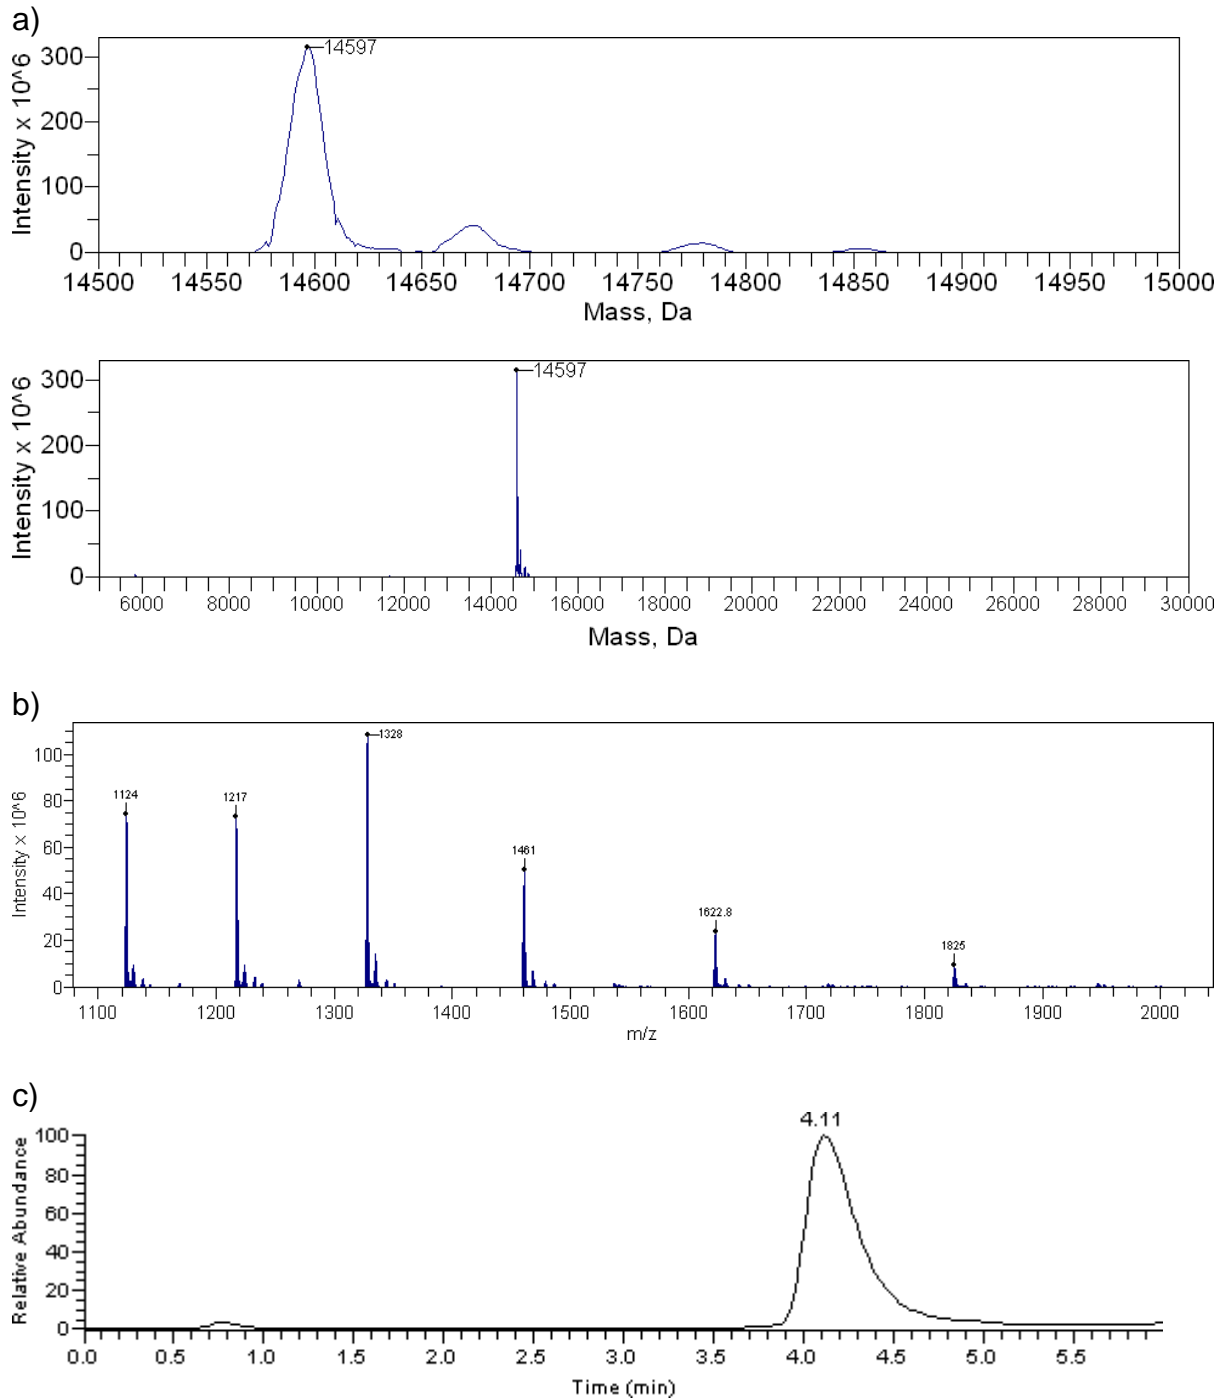 a)
Intensity x 10^6
300
200
100
0
14597
14500 14550 14600 14650 14700 14750 14800 14850 14900 14950 15000
Mass, Da
Intensity x 10^6
300
200
100
0
14597
6000 8000 10000 12000 14000 16000 18000 20000 22000 24000 26000 28000 30000
Mass, Da
b)
Intensity x 10^6
100
80
60
40
20
0
1124
1217
1328
1461
1622.8
1825
1100 1200 1300 1400 1500 1600 1700 1800 1900 2000
m/z
c)
Relative Abundance
100
80
60
40
20
0
4.11
0.0 0.5 1.0 1.5 2.0 2.5 3.0 3.5 4.0 4.5 5.0 5.5
Time (min)